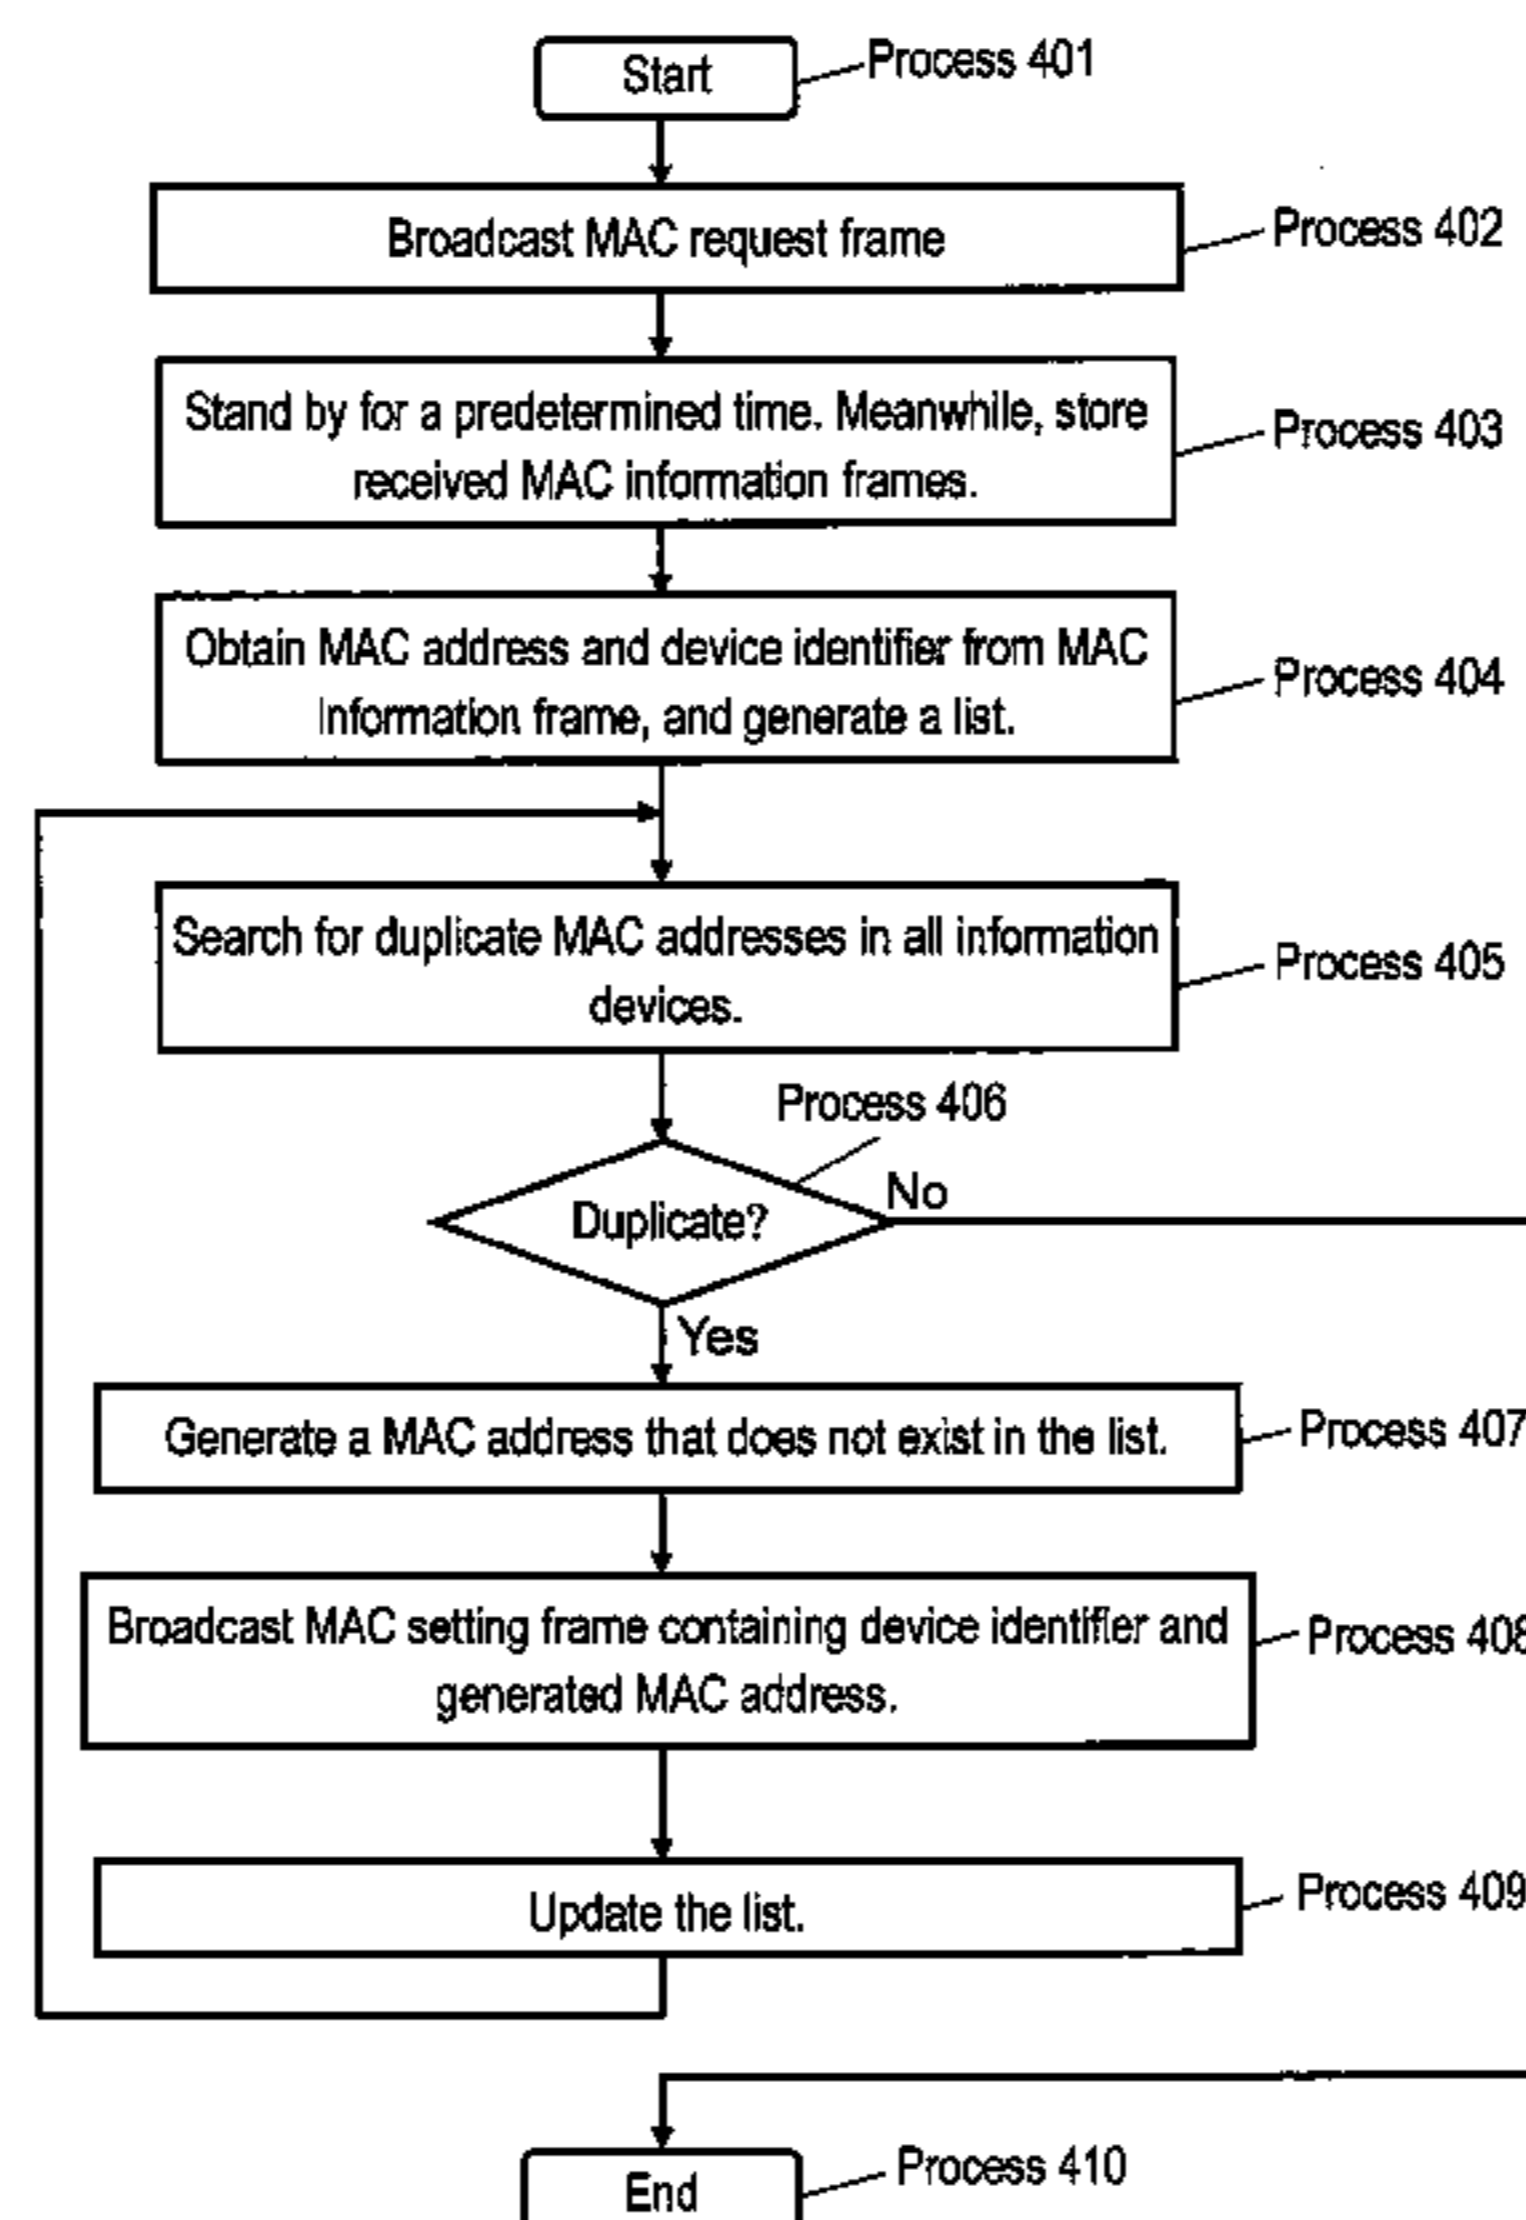 Start
Process 401
Broadcast MAC request frame
Process 402
Stand by for a predetermined time. Meanwhile, store
received MAC information frames.
Process 403
Obtain MAC address and device identifier from MAC
Information frame, and generate a list.
Process 404
Search for duplicate MAC addresses in all information
devices.
Process 405
Process 406
Duplicate?
No
Yes
Generate a MAC address that does not exist in the list.
Process 407
Broadcast MAC setting frame containing device identifier and
generated MAC address.
Process 408
Update the list.
Process 409
End
Process 410